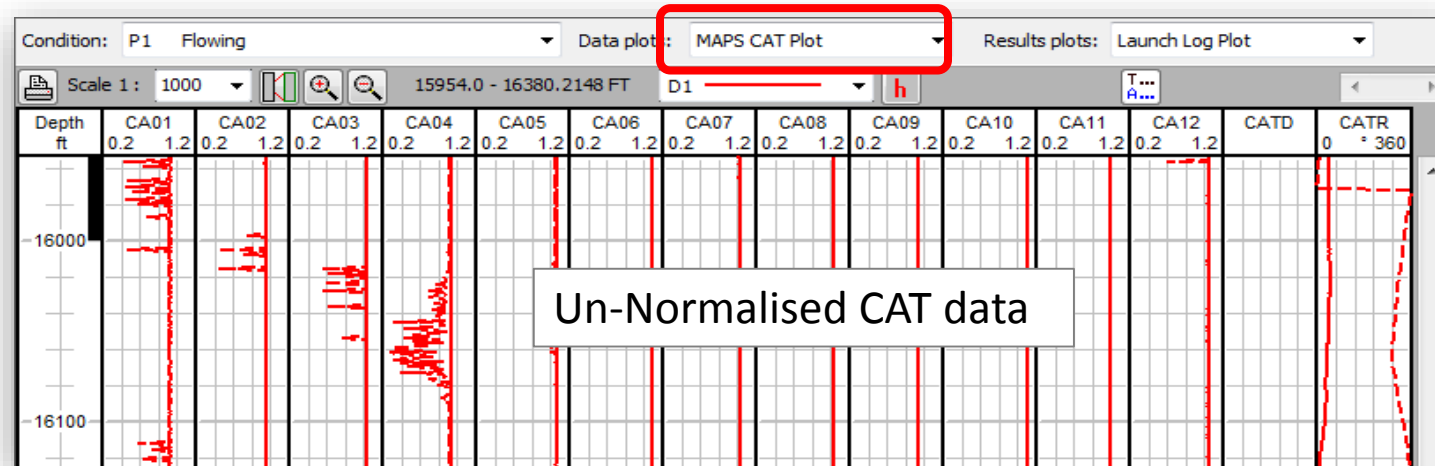 Condition: P1 Flowing Data plots: MAPS CAT Plot Results plots: Launch Log Plot
Scale 1 : 1000 15954.0 - 16380.2148 FT D1 h T... A...
Depth CA01 CA02 CA03 CA04 CA05 CA06 CA07 CA08 CA09 CA10 CA11 CA12 CATD CATR
ft 0.2 1.2 0.2 1.2 0.2 1.2 0.2 1.2 0.2 1.2 0.2 1.2 0.2 1.2 0.2 1.2 0.2 1.2 0.2 1.2 0.2 1.2 0.2 1.2 0 ° 360
16000
Un-Normalised CAT data
16100